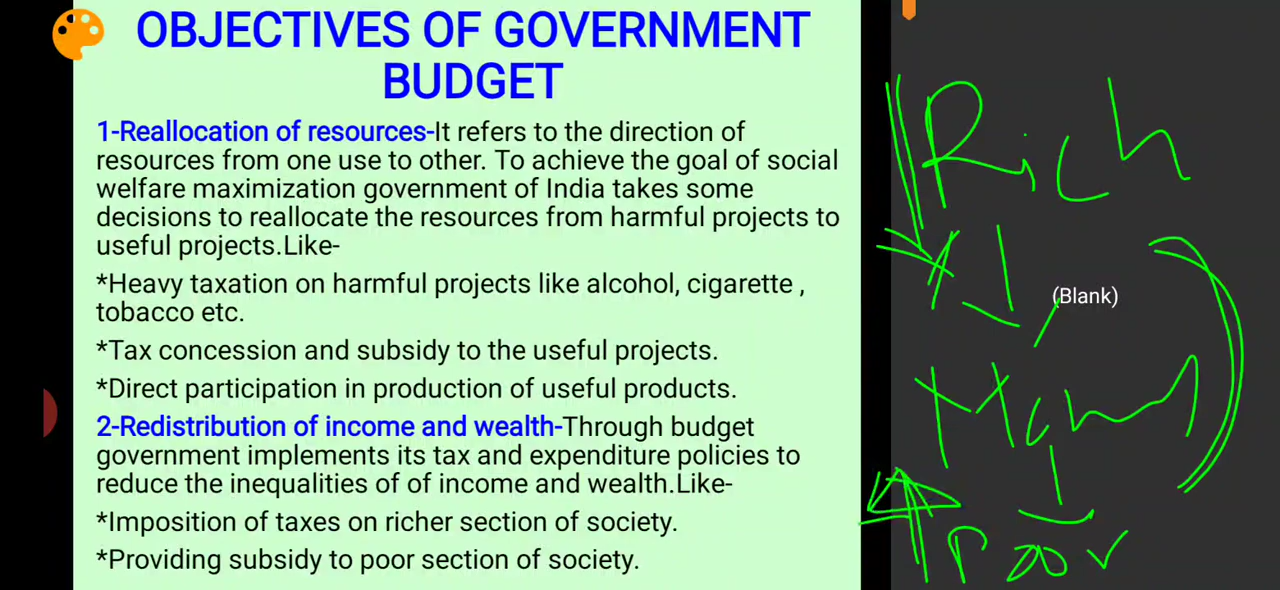 OBJECTIVES OF GOVERNMENT
BUDGET
1-Reallocation of resources-It refers to the direction of
resources from one use to other. To achieve the goal of social
welfare maximization government of India takes some
decisions to reallocate the resources from harmful projects to
useful projects.Like-
*Heavy taxation on harmful projects like alcohol, cigarette ,
tobacco etc.
*Tax concession and subsidy to the useful projects.
*Direct participation in production of useful products.
2-Redistribution of income and wealth-Through budget
government implements its tax and expenditure policies to
reduce the inequalities of of income and wealth.Like-
*Imposition of taxes on richer section of society.
*Providing subsidy to poor section of society.
Rich
(Blank)
Poor